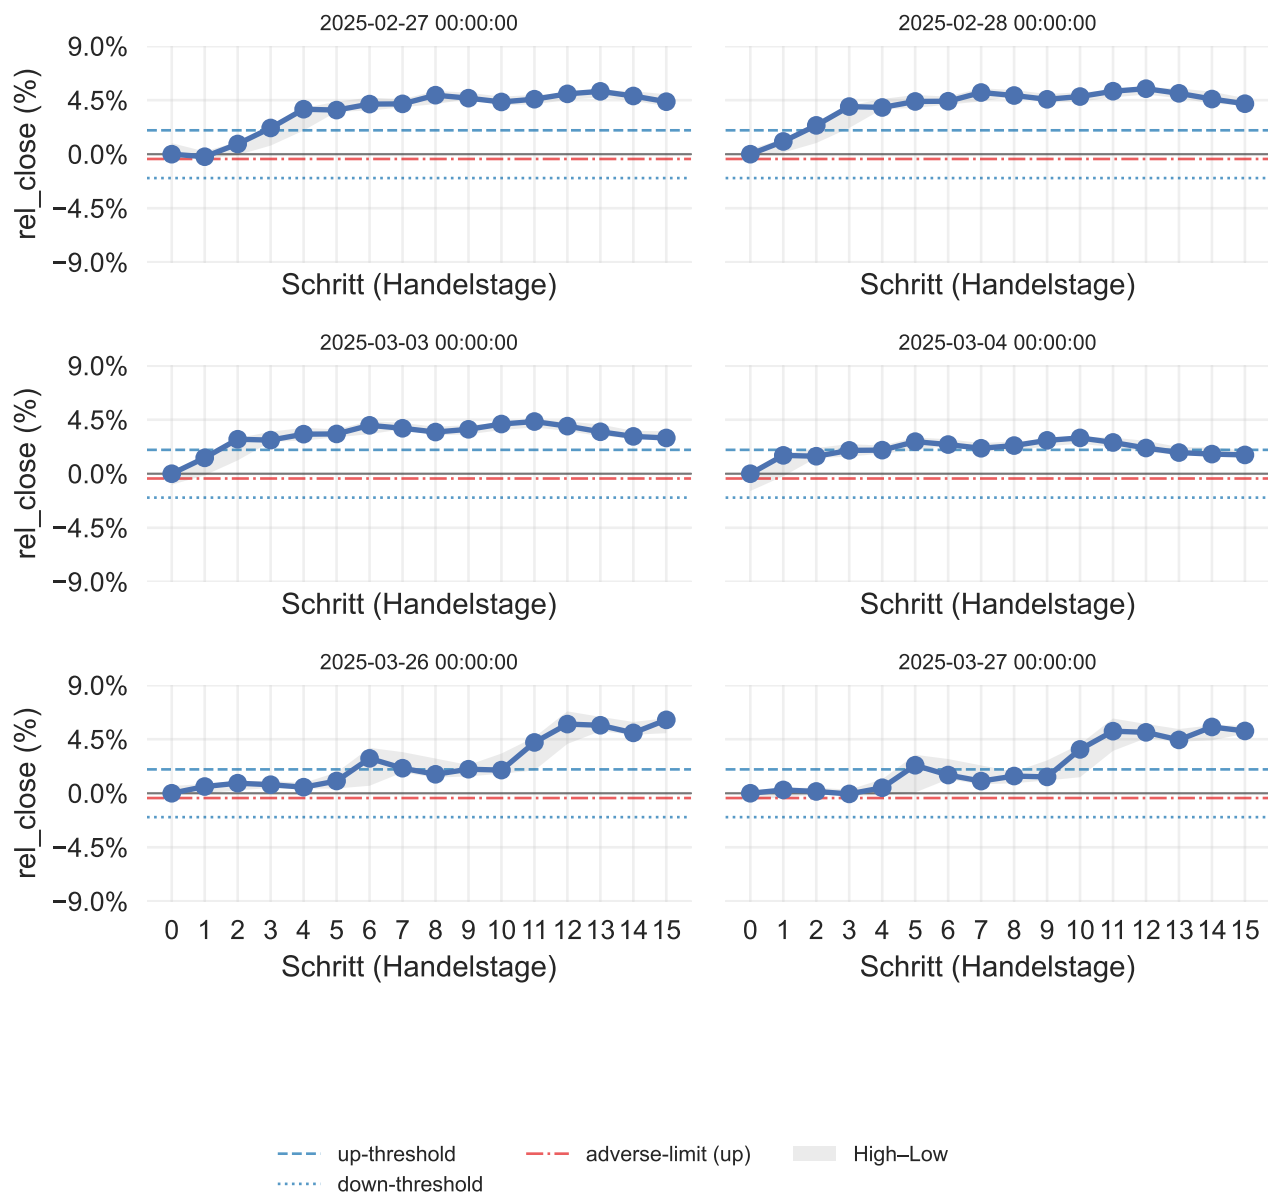 2025-02-27 00:00:00
2025-02-28 00:00:00
9.0%
4.5%
0.0%
−4.5%
−9.0%
rel_close (%)
Schritt (Handelstage)
Schritt (Handelstage)
2025-03-03 00:00:00
2025-03-04 00:00:00
9.0%
4.5%
0.0%
−4.5%
−9.0%
rel_close (%)
Schritt (Handelstage)
Schritt (Handelstage)
2025-03-26 00:00:00
2025-03-27 00:00:00
9.0%
4.5%
0.0%
−4.5%
−9.0%
rel_close (%)
0 1 2 3 4 5 6 7 8 9 10 11 12 13 14 15
0 1 2 3 4 5 6 7 8 9 10 11 12 13 14 15
Schritt (Handelstage)
Schritt (Handelstage)
up-threshold
adverse-limit (up)
High–Low
down-threshold